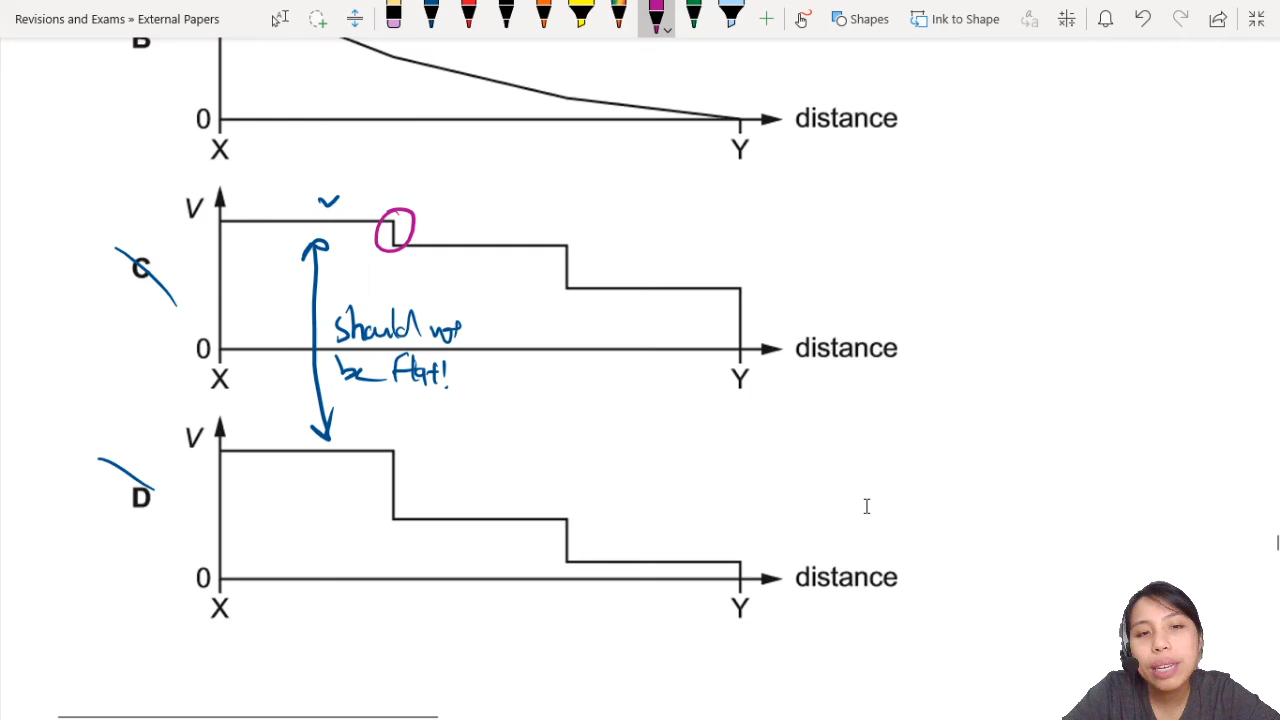 Revisions and Exams » External Papers
Shapes
Ink to Shape
B
0
distance
X
Y
V
C
should not
be flat!
0
distance
X
Y
V
D
0
distance
X
Y